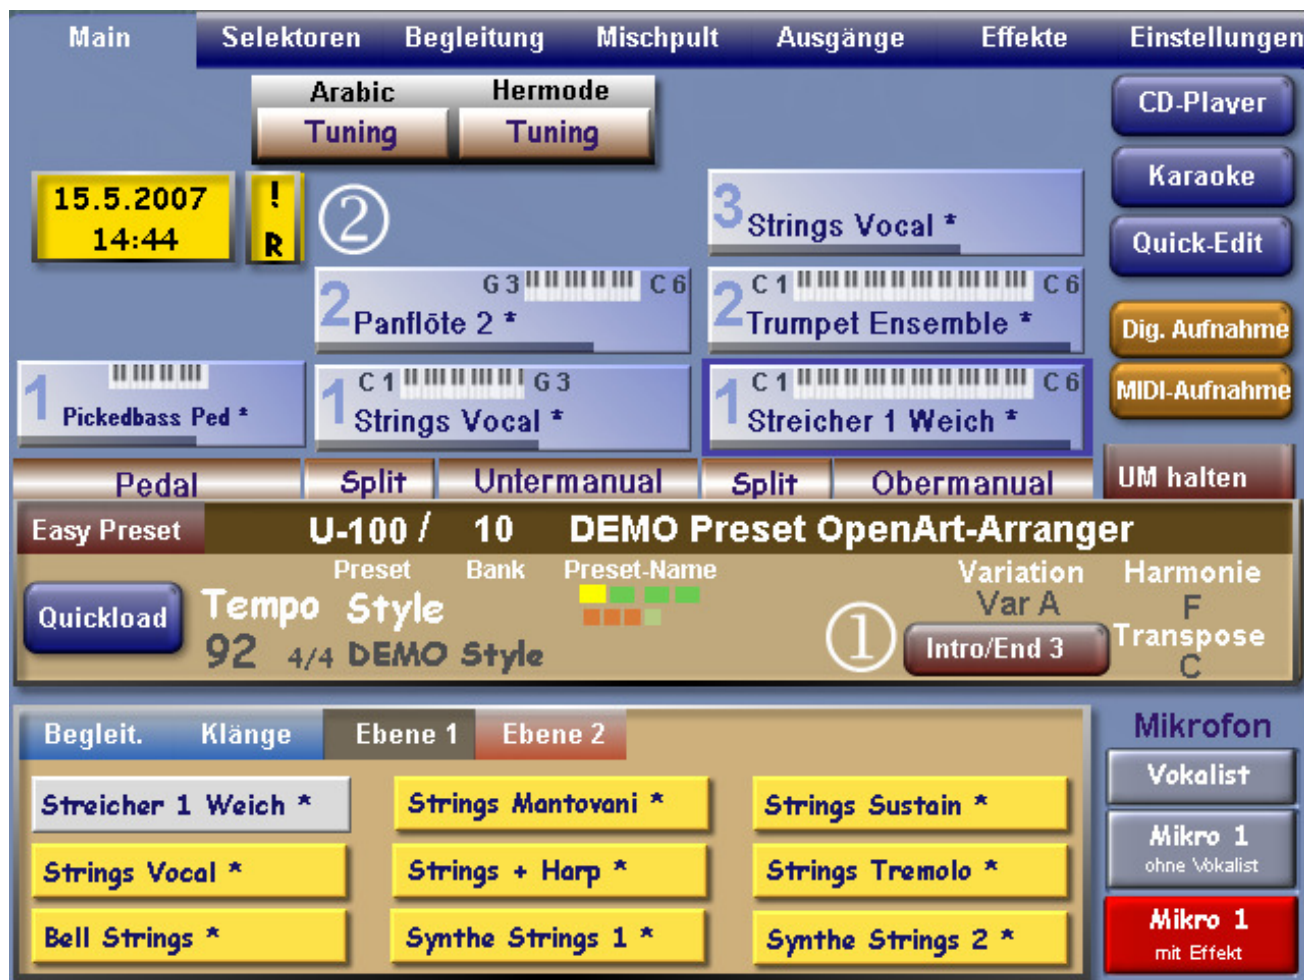 Main Selektoren Begleitung Mischpult Ausgänge Effekte Einstellungen
Arabic Hermode
Tuning Tuning
CD-Player
15.5.2007 !
14:44 R
②
3 Strings Vocal *
Karaoke
Quick-Edit
2 G 3 C 6
Panflöte 2 *
2 C 1 C 6
Trumpet Ensemble *
Dig. Aufnahme
1 Pickedbass Ped *
1 C 1 G 3
Strings Vocal *
1 C 1 C 6
Streicher 1 Weich *
MIDI-Aufnahme
Pedal Split Untermanual Split Obermanual
UM halten
Easy Preset U-100 / 10 DEMO Preset OpenArt-Arranger
Preset Bank Preset-Name Variation Harmonie
Quickload Tempo Style Var A F
① Intro/End 3 Transpose
92 4/4 DEMO Style C
Begleit. Klänge Ebene 1 Ebene 2
Mikrofon
Streicher 1 Weich * Strings Mantovani * Strings Sustain *
Vokalist
Strings Vocal * Strings + Harp * Strings Tremolo *
Mikro 1
ohne Vokalist
Bell Strings * Synthe Strings 1 * Synthe Strings 2 *
Mikro 1
mit Effekt